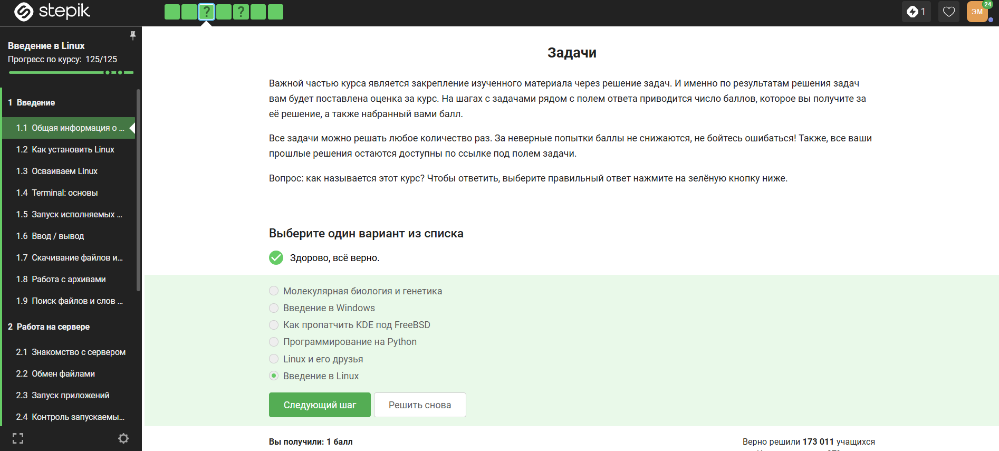 stepik
?
?
1
ЭМ
24
Введение в Linux
Прогресс по курсу: 125/125
1 Введение
1.1 Общая информация о ...
1.2 Как установить Linux
1.3 Осваиваем Linux
1.4 Terminal: основы
1.5 Запуск исполняемых ...
1.6 Ввод / вывод
1.7 Скачивание файлов и...
1.8 Работа с архивами
1.9 Поиск файлов и слов ...
2 Работа на сервере
2.1 Знакомство с сервером
2.2 Обмен файлами
2.3 Запуск приложений
2.4 Контроль запускаемы...
Задачи
Важной частью курса является закрепление изученного материала через решение задач. И именно по результатам решения задач
вам будет поставлена оценка за курс. На шагах с задачами рядом с полем ответа приводится число баллов, которое вы получите за
её решение, а также набранный вами балл.
Все задачи можно решать любое количество раз. За неверные попытки баллы не снижаются, не бойтесь ошибаться! Также, все ваши
прошлые решения остаются доступны по ссылке под полем задачи.
Вопрос: как называется этот курс? Чтобы ответить, выберите правильный ответ нажмите на зелёную кнопку ниже.
Выберите один вариант из списка
Здорово, всё верно.
Молекулярная биология и генетика
Введение в Windows
Как пропатчить KDE под FreeBSD
Программирование на Python
Linux и его друзья
Введение в Linux
Следующий шаг
Решить снова
Вы получили: 1 балл
Верно решили 173 011 учащихся